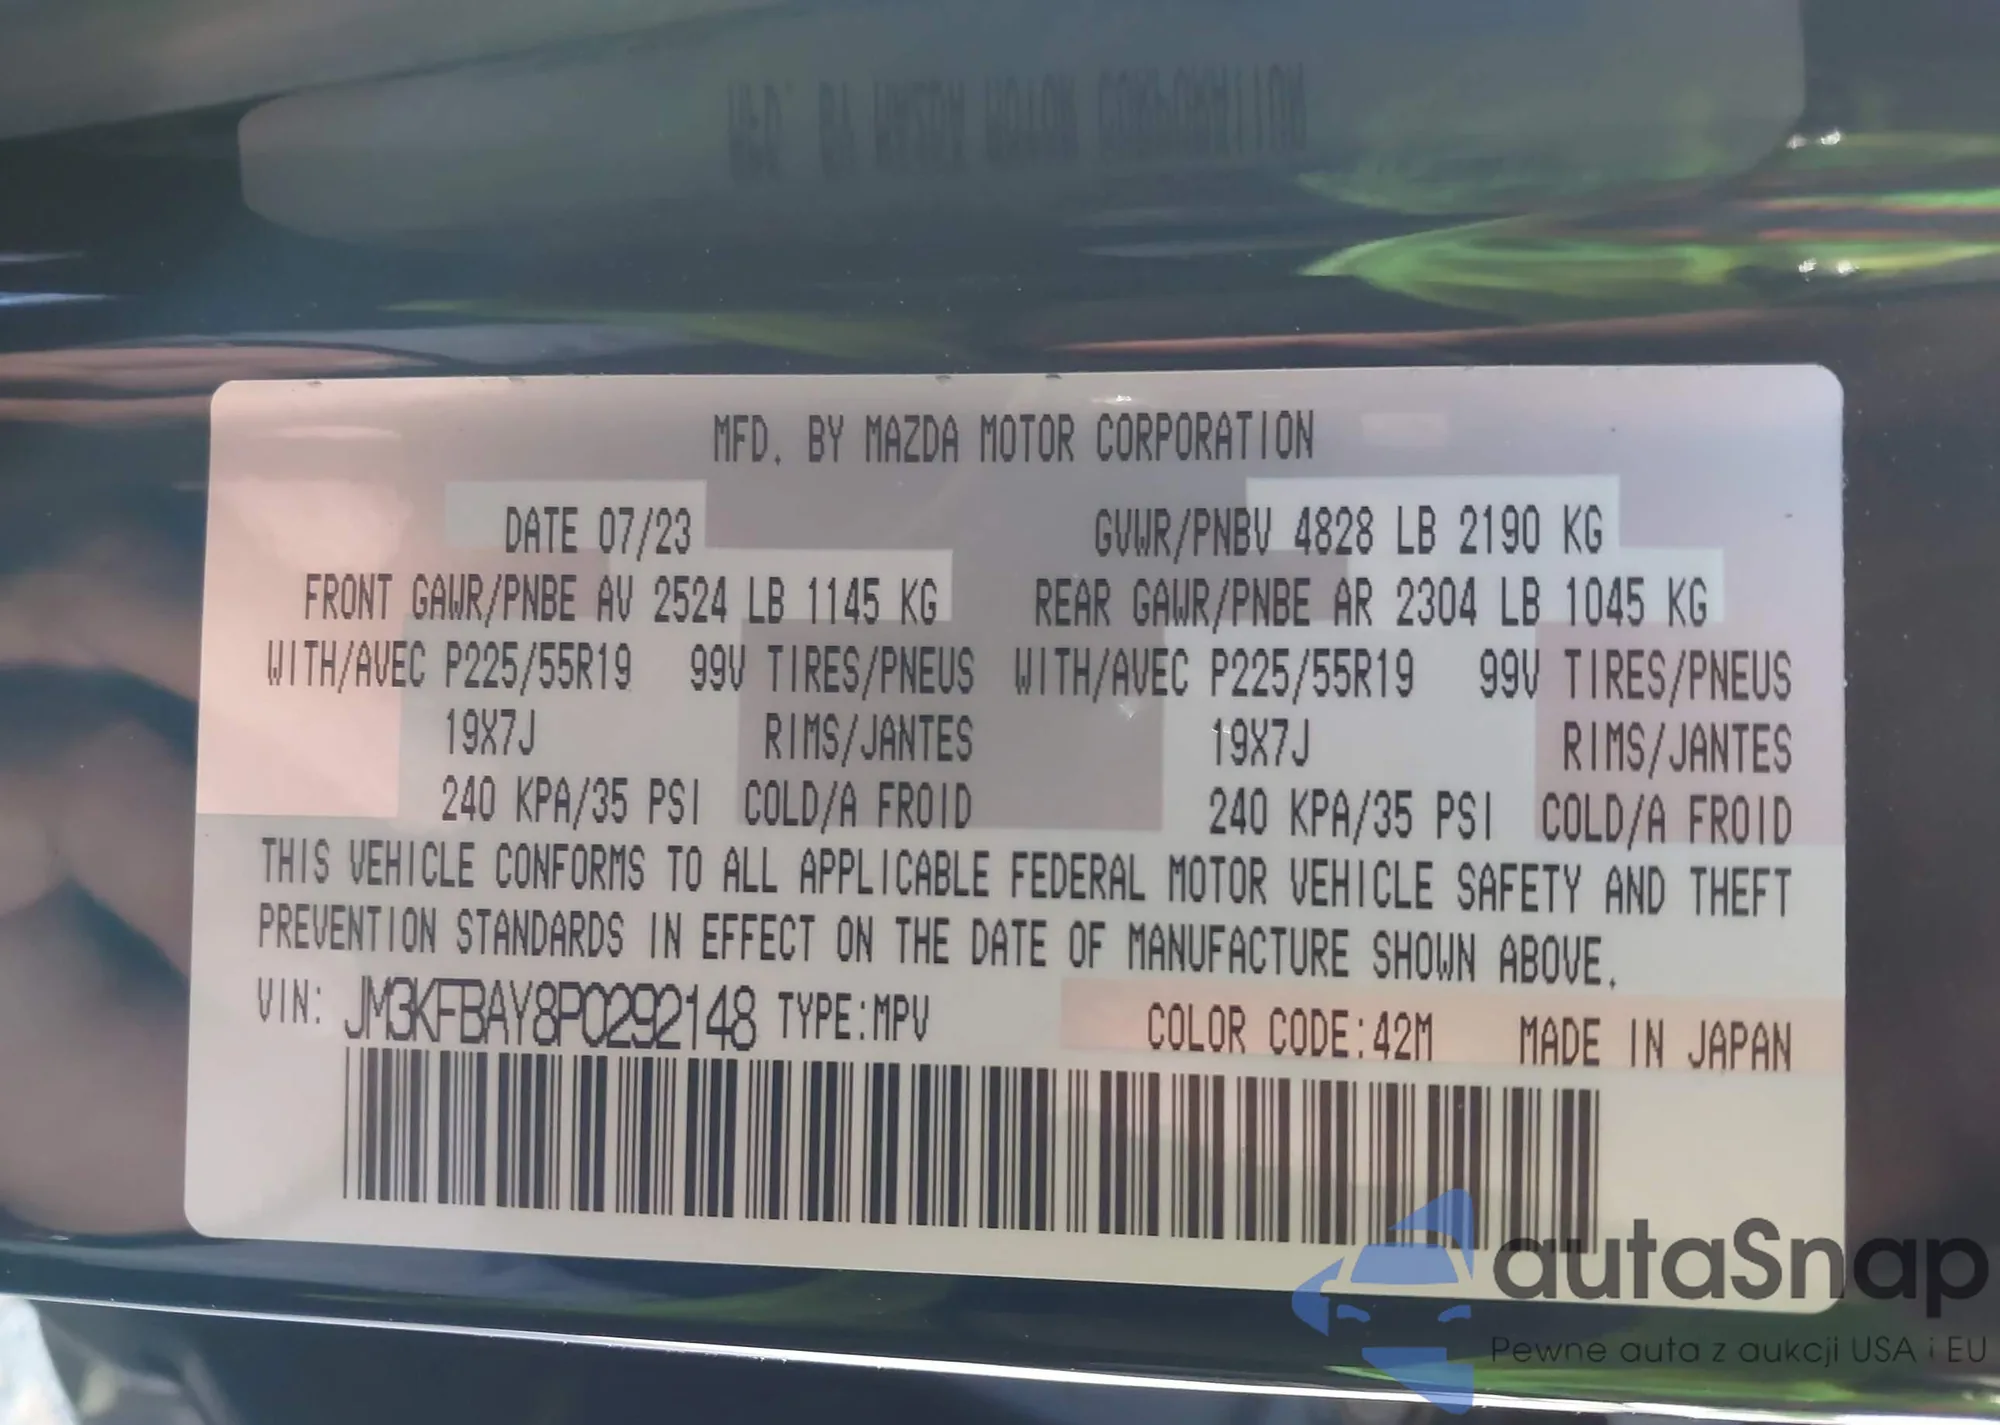 MFD. BY MAZDA MOTOR CORPORATION
DATE 07/23 GVWR/PNBV 4828 LB 2190 KG
FRONT GAWR/PNBE AV 2524 LB 1145 KG REAR GAWR/PNBE AR 2304 LB 1045 KG
WITH/AVEC P225/55R19 99V TIRES/PNEUS WITH/AVEC P225/55R19 99V TIRES/PNEUS
19X7J RIMS/JANTES 19X7J RIMS/JANTES
240 KPA/35 PSI COLD/A FROID 240 KPA/35 PSI COLD/A FROID
THIS VEHICLE CONFORMS TO ALL APPLICABLE FEDERAL MOTOR VEHICLE SAFETY AND THEFT
PREVENTION STANDARDS IN EFFECT ON THE DATE OF MANUFACTURE SHOWN ABOVE.
VIN: JM3KFBAY8P0292148 TYPE:MPV COLOR CODE:42M MADE IN JAPAN
autaSnap
Pewne auta z aukcji USA i EU